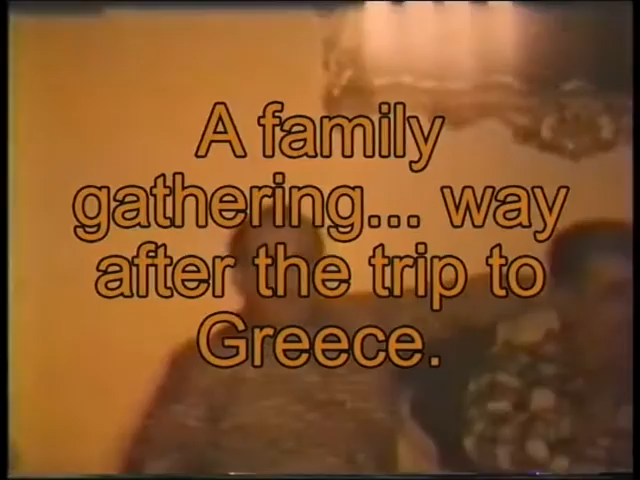 A family
gathering... way
after the trip to
Greece.